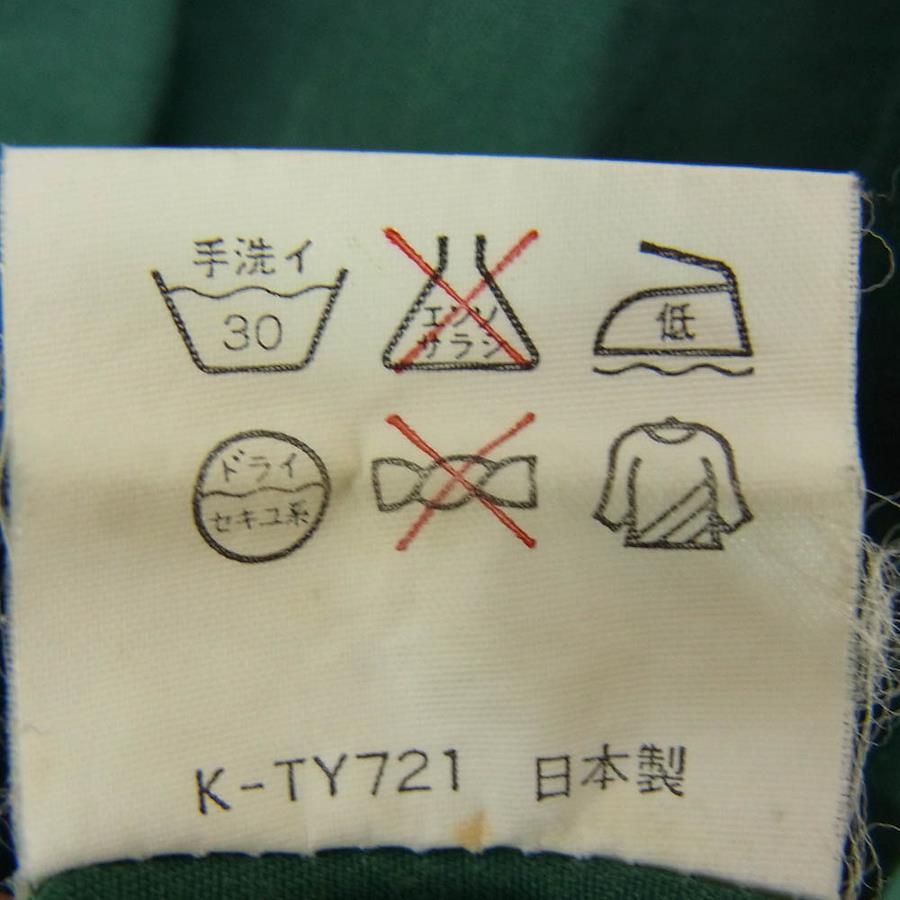 手洗イ
30
エンソ
サラシ
低
ドライ
セキユ系
K-TY721 日本製